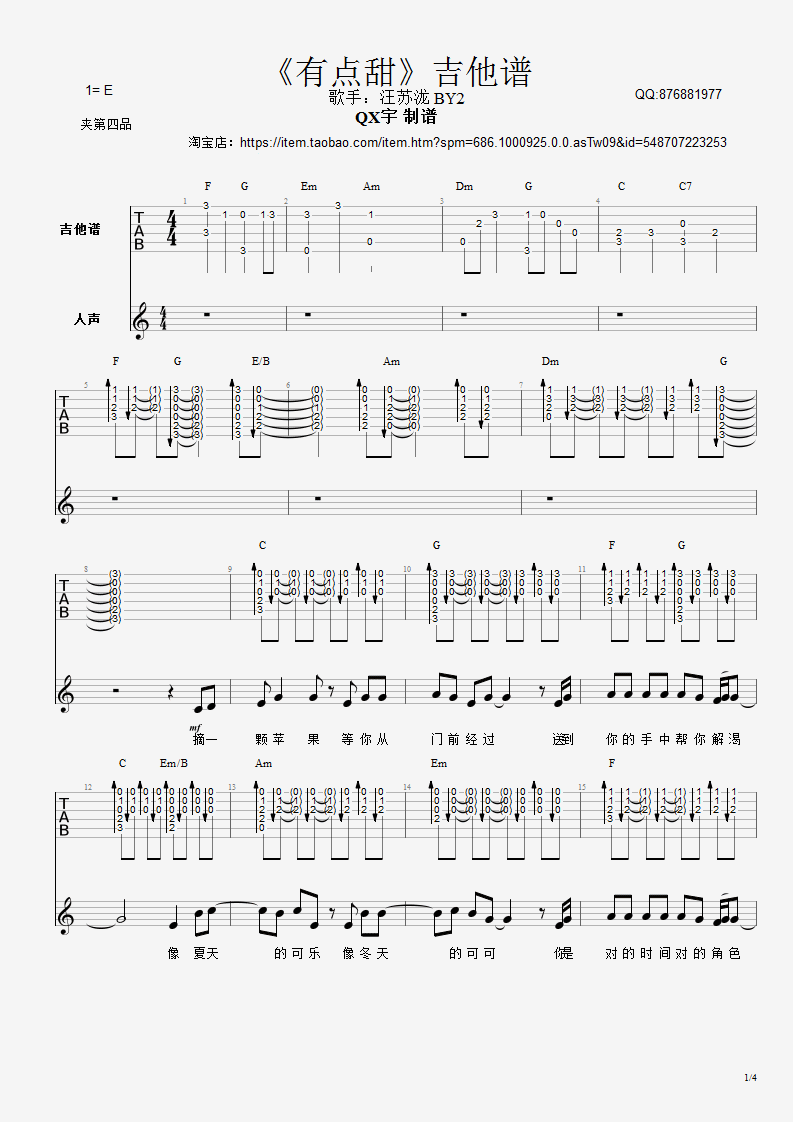 《有点甜》吉他谱
1= E
歌手：汪苏泷 BY2
QQ:876881977
QX宇 制谱
夹第四品
淘宝店：https://item.taobao.com/item.htm?spm=686.1000925.0.0.asTw09&id=548707223253
F G Em Am Dm G C C7
吉他谱
人声
F G E/B Am Dm G
C G F G
mf
摘一 颗 苹 果 等 你 从 门 前 经 过 送到 你 的 手 中 帮 你 解 渴
C Em/B Am Em F
像 夏天 的 可 乐 像 冬 天 的 可 可 你是 对 的 时 间 对 的 角 色
1/4